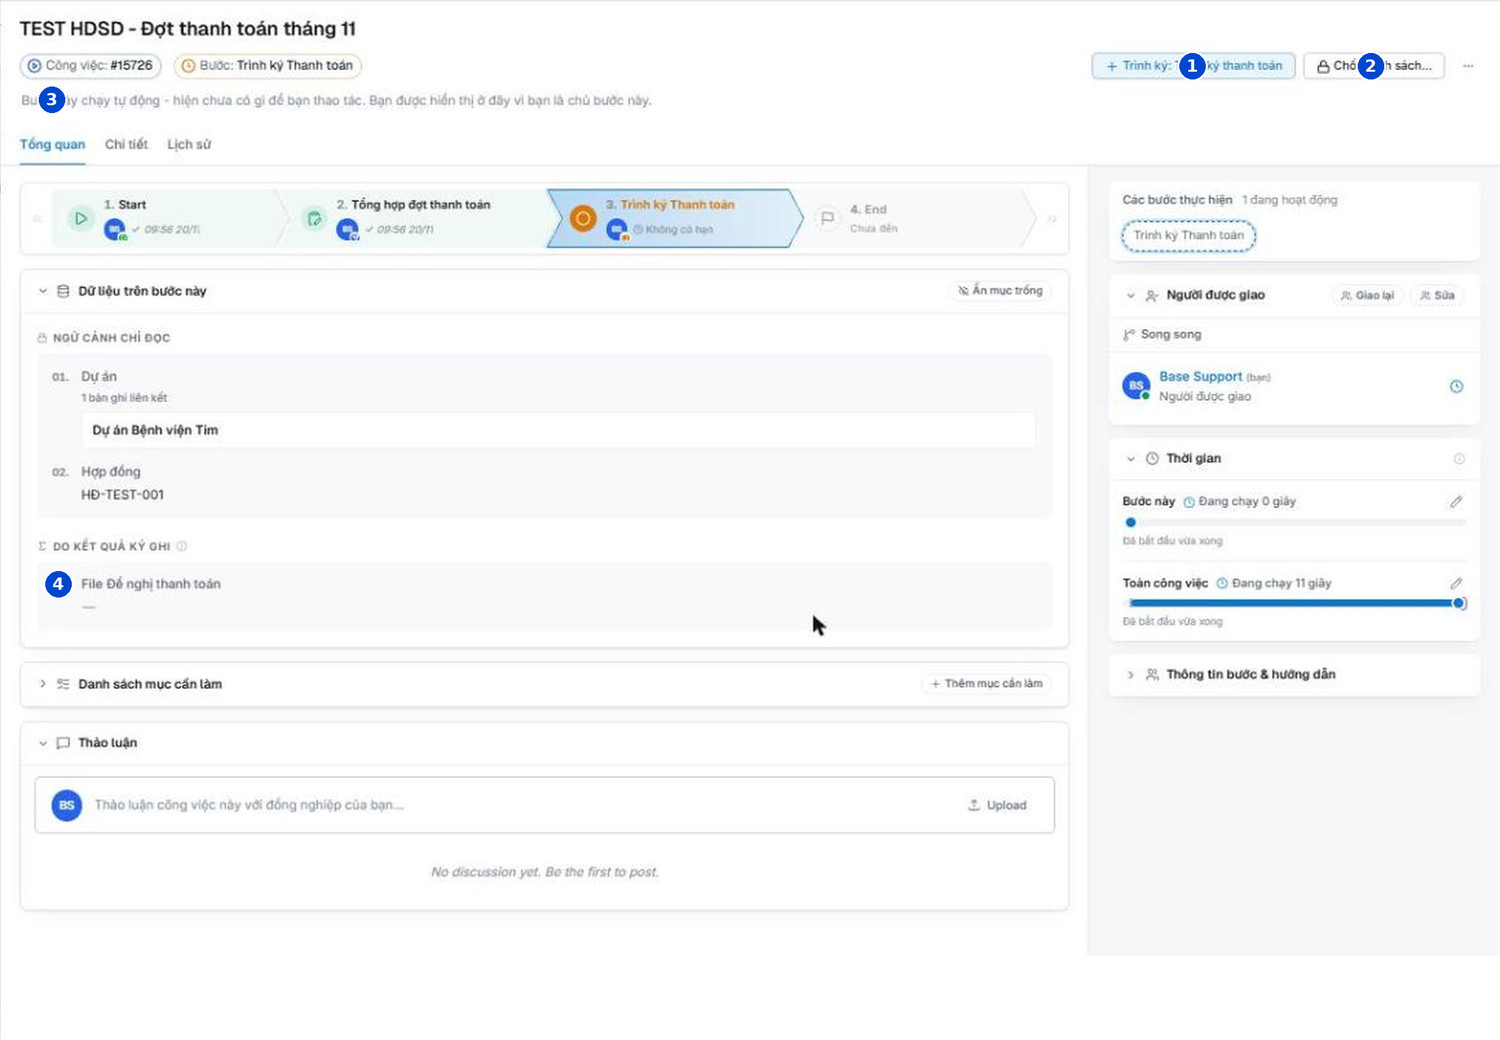 TEST HDSD - Đợt thanh toán tháng 11
Công việc: #15726
Bước: Trình ký Thanh toán
+ Trình ký: 1 ký thanh toán
Chố 2 h sách...
3 ày chạy tự động - hiện chưa có gì để bạn thao tác. Bạn được hiển thị ở đây vì bạn là chủ bước này.
Tổng quan
Chi tiết
Lịch sử
1. Start
09:56 20/11
2. Tổng hợp đợt thanh toán
09:56 20/11
3. Trình ký Thanh toán
Không có hạn
4. End
Chưa đến
Các bước thực hiện 1 đang hoạt động
Trình ký Thanh toán
Dữ liệu trên bước này
Ẩn mục trống
NGỮ CẢNH CHỈ ĐỌC
01. Dự án
1 bản ghi liên kết
Dự án Bệnh viện Tim
02. Hợp đồng
HĐ-TEST-001
DO KẾT QUẢ KÝ GHI
4 File Đề nghị thanh toán
—
Người được giao
Giao lại
Sửa
Song song
BS
Base Support (bạn)
Người được giao
Thời gian
Bước này Đang chạy 0 giây
Đã bắt đầu vừa xong
Toàn công việc Đang chạy 11 giây
Đã bắt đầu vừa xong
Thông tin bước & hướng dẫn
Danh sách mục cần làm
+ Thêm mục cần làm
Thảo luận
BS
Thảo luận công việc này với đồng nghiệp của bạn...
Upload
No discussion yet. Be the first to post.